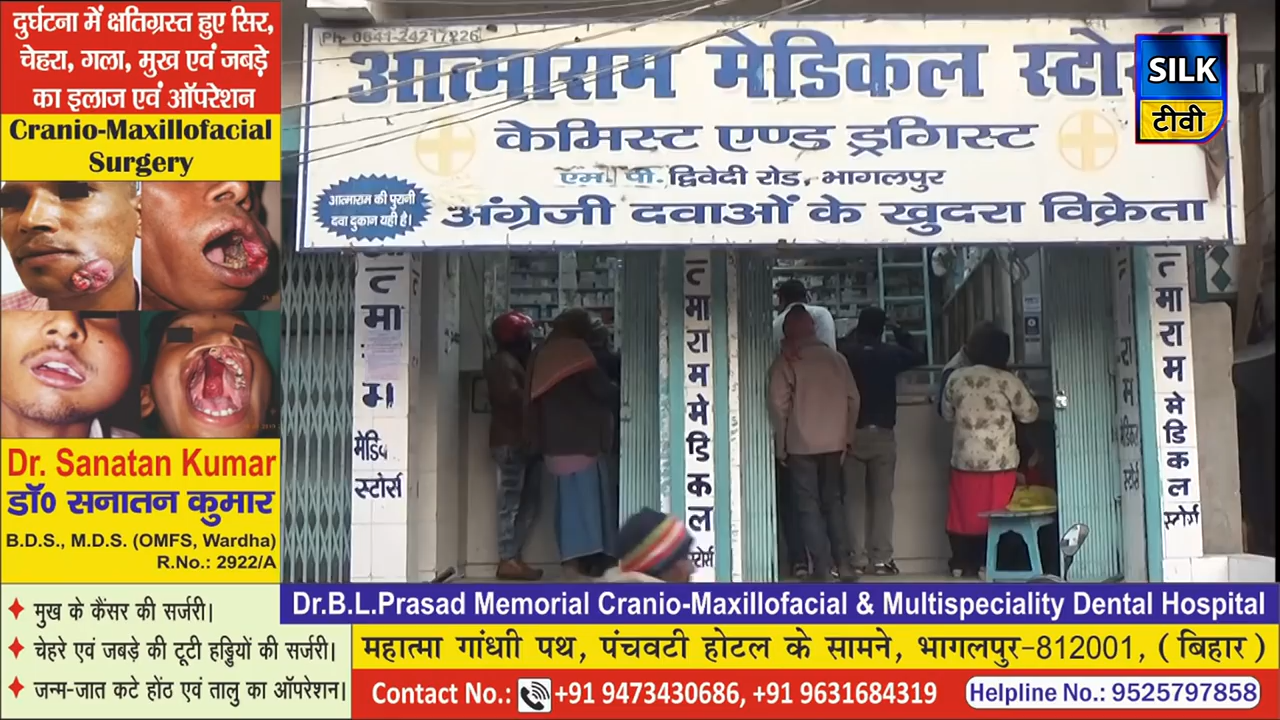 दुर्घटना में क्षतिग्रस्त हुए सिर,
चेहरा, गला, मुख एवं जबड़े
का इलाज एवं ऑपरेशन
Cranio-Maxillofacial
Surgery
Dr. Sanatan Kumar
डॉ० सनातन कुमार
B.D.S., M.D.S. (OMFS, Wardha)
R.No.: 2922/A
मुख के कैंसर की सर्जरी।
चेहरे एवं जबड़े की टूटी हड्डियों की सर्जरी।
जन्म-जात कटे होंठ एवं तालु का ऑपरेशन।
आत्माराम मेडिकल स्टोर्स
केमिस्ट एण्ड ड्रगिस्ट
एम. पी. द्विवेदी रोड, भागलपुर
आत्माराम की पुरानी
दवा दुकान यही है।
अंग्रेजी दवाओं के खुदरा विक्रेता
SILK
टीवी
मेडि
स्टोर्स
त्माराम मेडिकल स्टोर्स
त्माराम मेडिकल स्टोर्स
Dr.B.L.Prasad Memorial Cranio-Maxillofacial & Multispeciality Dental Hospital
महात्मा गांधाी पथ, पंचवटी होटल के सामने, भागलपुर-812001, ( बिहार )
Contact No.: +91 9473430686, +91 9631684319
Helpline No.: 9525797858